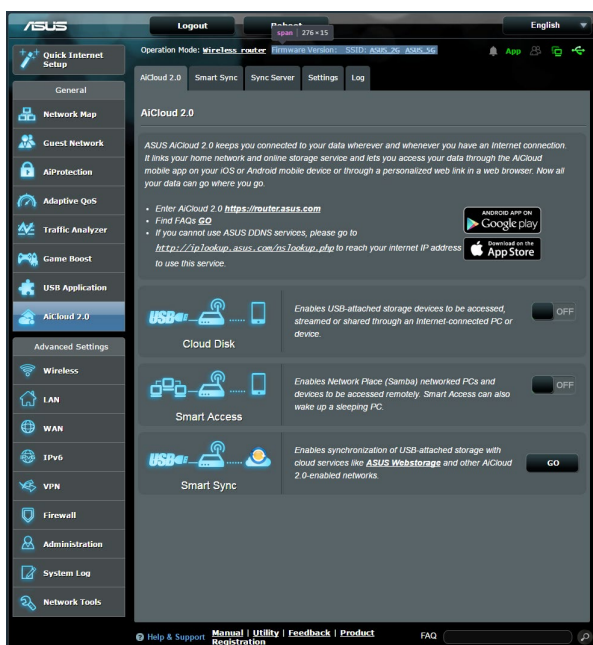 ASUS
Logout
Reboot
English
span 276×15
Quick Internet
Setup
Operation Mode: Wireless router Firmware Version: SSID: ASUS_2G ASUS_5G
App
AiCloud 2.0 Smart Sync Sync Server Settings Log
General
Network Map
Guest Network
AiProtection
Adaptive QoS
Traffic Analyzer
Game Boost
USB Application
AiCloud 2.0
Advanced Settings
Wireless
LAN
WAN
IPv6
VPN
Firewall
Administration
System Log
Network Tools
AiCloud 2.0
ASUS AiCloud 2.0 keeps you connected to your data wherever and whenever you have an Internet connection.
It links your home network and online storage service and lets you access your data through the AiCloud
mobile app on your iOS or Android mobile device or through a personalized web link in a web browser. Now all
your data can go where you go.
• Enter AiCloud 2.0 https://router.asus.com
• Find FAQs GO
• If you cannot use ASUS DDNS services, please go to
http://iplookup.asus.com/nslookup.php to reach your internet IP address
to use this service.
ANDROID APP ON
Google play
Download on the
App Store
USB
Cloud Disk
Enables USB-attached storage devices to be accessed,
streamed or shared through an Internet-connected PC or
device.
OFF
Smart Access
Enables Network Place (Samba) networked PCs and
devices to be accessed remotely. Smart Access can also
wake up a sleeping PC.
OFF
USB
Smart Sync
Enables synchronization of USB-attached storage with
cloud services like ASUS Webstorage and other AiCloud
2.0-enabled networks.
GO
Help & Support Manual | Utility | Feedback | Product
Registration
FAQ